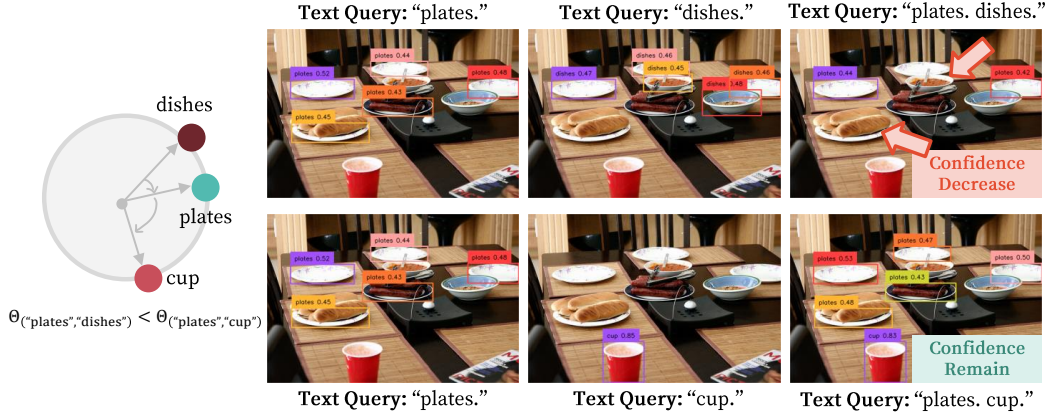 Text Query: “plates.”
Text Query: “dishes.”
Text Query: “plates. dishes.”
plates 0.44
plates 0.52
plates 0.48
plates 0.43
plates 0.45
dishes 0.46
dishes 0.47
dishes 0.45
dishes 0.46
plates 0.44
plates 0.42
Confidence
Decrease
dishes
plates
cup
Θ("plates","dishes") < Θ("plates","cup")
plates 0.44
plates 0.52
plates 0.48
plates 0.43
plates 0.45
cup 0.85
plates 0.47
plates 0.53
plates 0.50
plates 0.43
plates 0.48
cup 0.83
Confidence
Remain
Text Query: “plates.”
Text Query: “cup.”
Text Query: “plates. cup.”